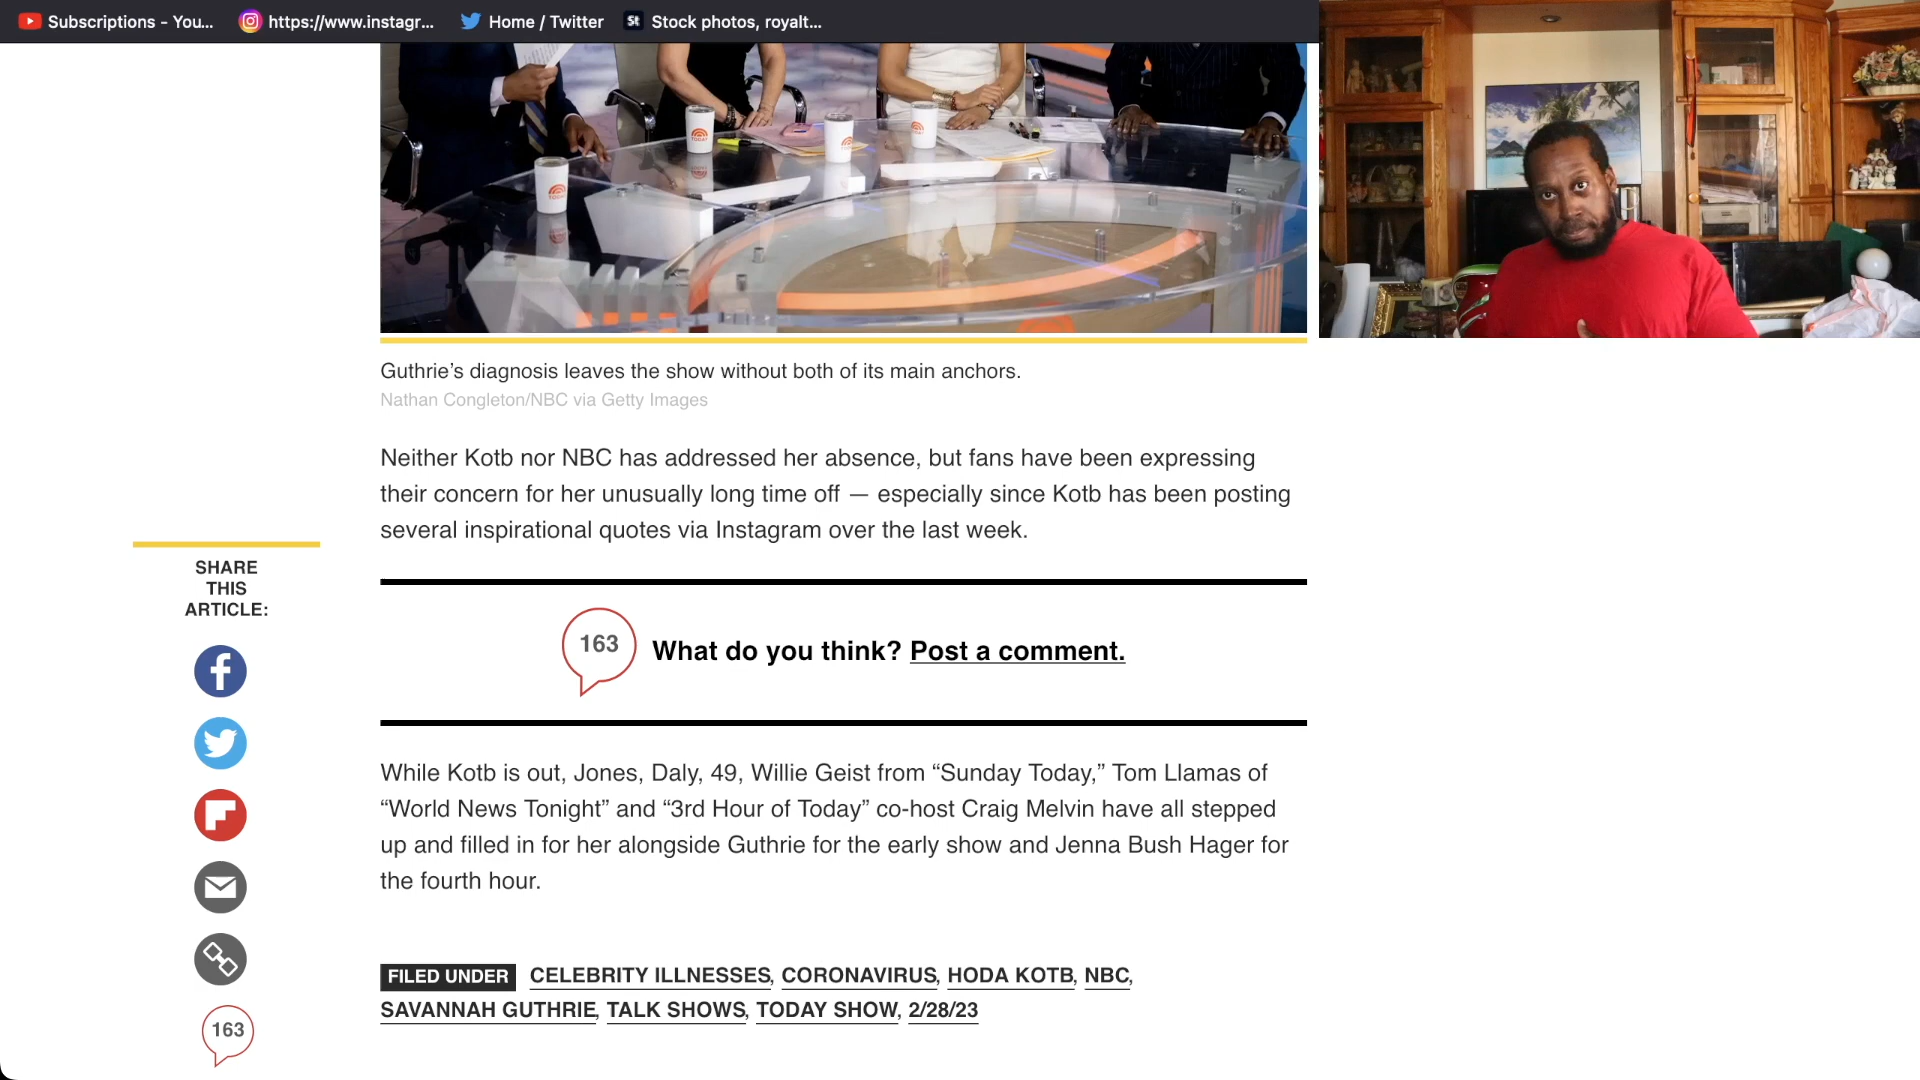 Subscriptions - You...
https://www.instagr...
Home / Twitter
St
Stock photos, royalt...
TODAY
Guthrie’s diagnosis leaves the show without both of its main anchors.
Nathan Congleton/NBC via Getty Images
Neither Kotb nor NBC has addressed her absence, but fans have been expressing
their concern for her unusually long time off — especially since Kotb has been posting
several inspirational quotes via Instagram over the last week.
SHARE
THIS
ARTICLE:
163
What do you think? Post a comment.
While Kotb is out, Jones, Daly, 49, Willie Geist from “Sunday Today,” Tom Llamas of
“World News Tonight” and “3rd Hour of Today” co-host Craig Melvin have all stepped
up and filled in for her alongside Guthrie for the early show and Jenna Bush Hager for
the fourth hour.
FILED UNDER CELEBRITY ILLNESSES, CORONAVIRUS, HODA KOTB, NBC,
SAVANNAH GUTHRIE, TALK SHOWS, TODAY SHOW, 2/28/23
163